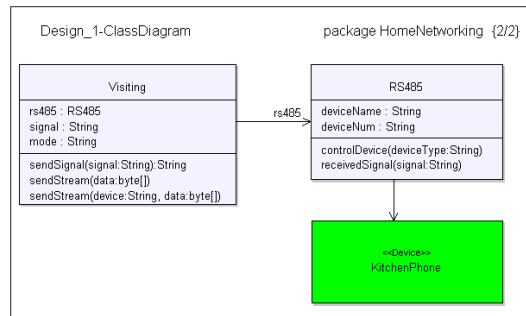 Design_1-ClassDiagram
package HomeNetworking {2/2}
Visiting
rs485 : RS485
signal : String
mode : String
sendSignal(signal:String):String
sendStream(data:byte[])
sendStream(device:String, data:byte[])
rs485
RS485
deviceName : String
deviceNum : String
controlDevice(deviceType:String)
receivedSignal(signal:String)
«Device»
KitchenPhone